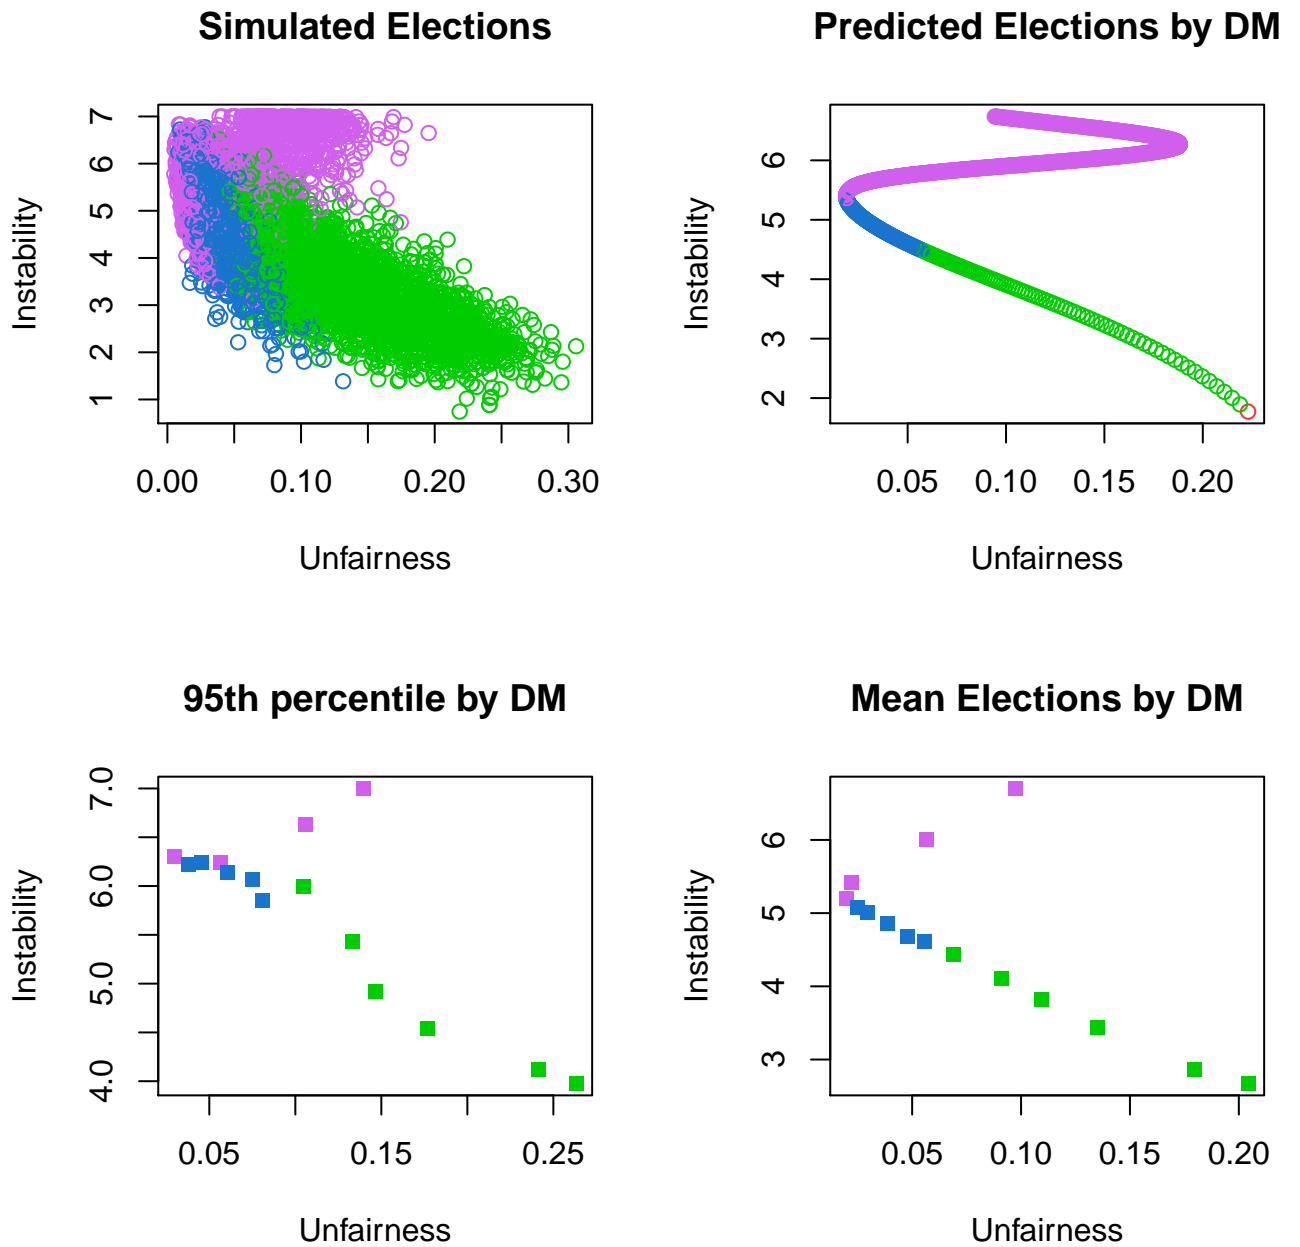 Simulated Elections
Instability
7
6
5
4
3
2
1
0.00 0.10 0.20 0.30
Unfairness
Predicted Elections by DM
Instability
6
5
4
3
2
0.05 0.10 0.15 0.20
Unfairness
95th percentile by DM
Instability
7.0
6.0
5.0
4.0
0.05 0.15 0.25
Unfairness
Mean Elections by DM
Instability
6
5
4
3
0.05 0.10 0.15 0.20
Unfairness